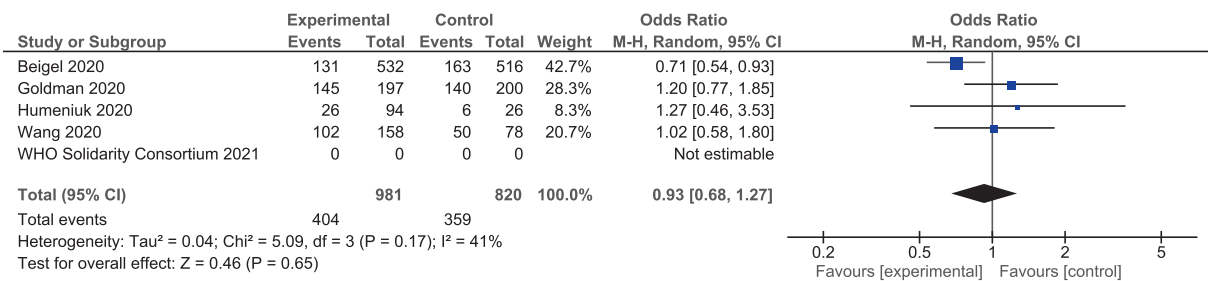 Experimental Control Odds Ratio Odds Ratio
Study or Subgroup Events Total Events Total Weight M-H, Random, 95% CI M-H, Random, 95% CI
Beigel 2020 131 532 163 516 42.7% 0.71 [0.54, 0.93]
Goldman 2020 145 197 140 200 28.3% 1.20 [0.77, 1.85]
Humeniuk 2020 26 94 6 26 8.3% 1.27 [0.46, 3.53]
Wang 2020 102 158 50 78 20.7% 1.02 [0.58, 1.80]
WHO Solidarity Consortium 2021 0 0 0 0 Not estimable
Total (95% CI) 981 820 100.0% 0.93 [0.68, 1.27]
Total events 404 359
Heterogeneity: Tau² = 0.04; Chi² = 5.09, df = 3 (P = 0.17); I² = 41%
Test for overall effect: Z = 0.46 (P = 0.65)
0.2 0.5 1 2 5
Favours [experimental] Favours [control]